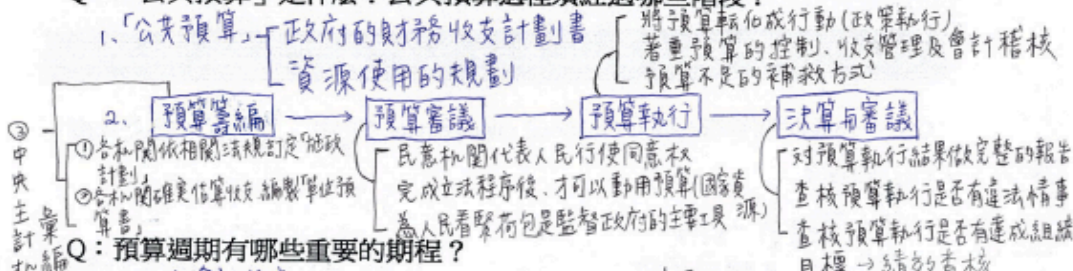 Q：「公共預算」是什麼？公共預算過程須經過哪些階段？
1、「公共預算」
政府的財務收支計劃書
資源使用的規劃
將預算轉化成行動(政策執行)
著重預算的控制、收支管理及會計稽核
預算不足的補救方式
2、預算籌編 → 預算審議 → 預算執行 → 決算与審議
①各机關依相關法規訂定「施政
計劃」
②各机關確實估算收支編製「單位預
算書」
③中央主計机
彙編
民意机關代表人民行使同意权
完成立法程序後、才可以動用預算(國家資
源)
為人民看緊荷包是監督政府的主要工具
對預算執行結果做完整的報告
查核預算執行是否有違法情事
查核預算執行是否有達成組織
目標→績效查核
Q：預算週期有哪些重要的期程？